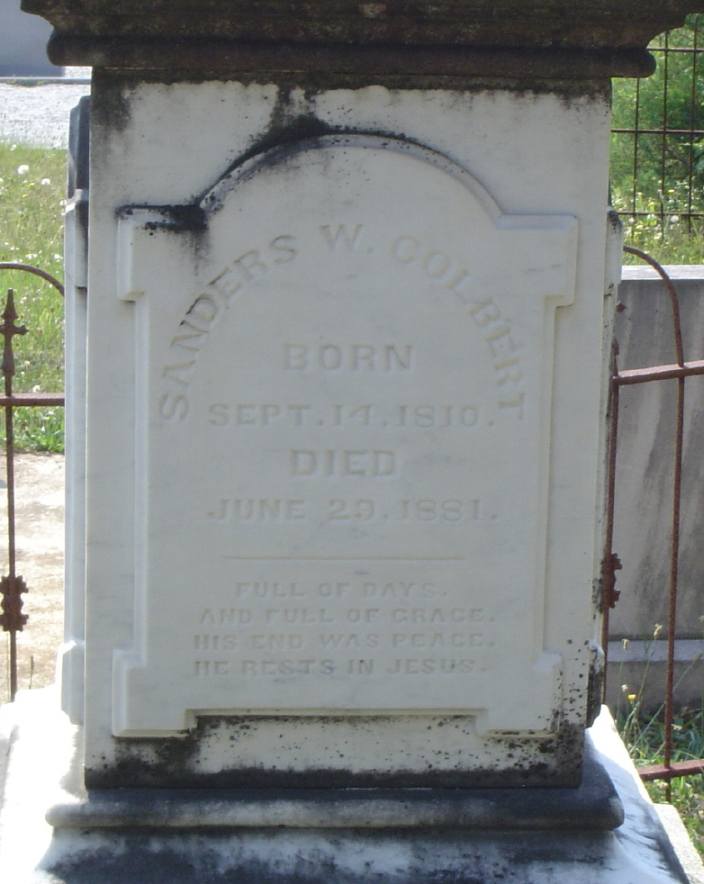 SANDERS W. COLBERT
BORN
SEPT. 14. 1810.
DIED
JUNE 29. 1881.
FULL OF DAYS.
AND FULL OF GRACE.
HIS END WAS PEACE.
HE RESTS IN JESUS.